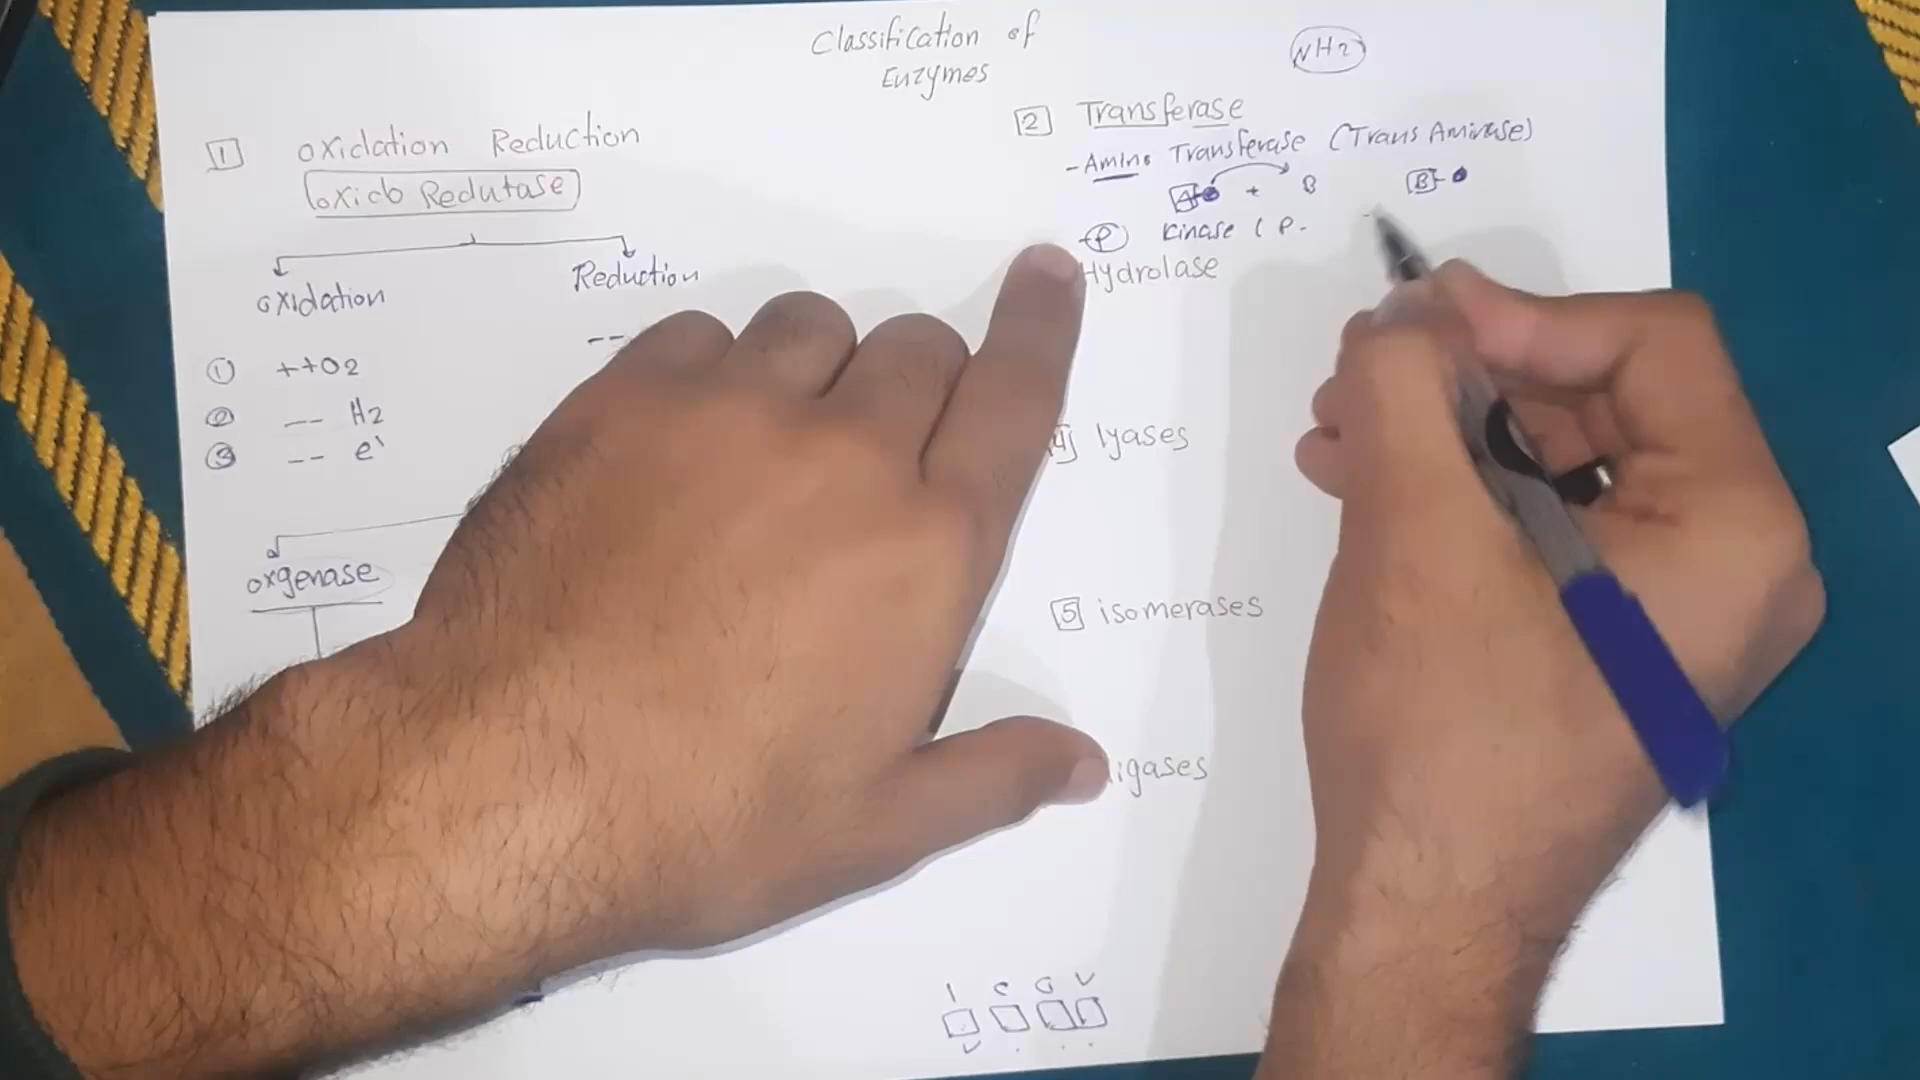 Classification of
Enzymes
NH2
1 oxidation Reduction
oxido Redutase
oxidation
Reduction
① ++O2
--
② -- H2
③ -- e
oxgenase
2 Transferase
- Amino Transferase (Trans Aminase)
A + B B
- P Kinase ( P-
Hydrolase
4 lyases
5 isomerases
igases